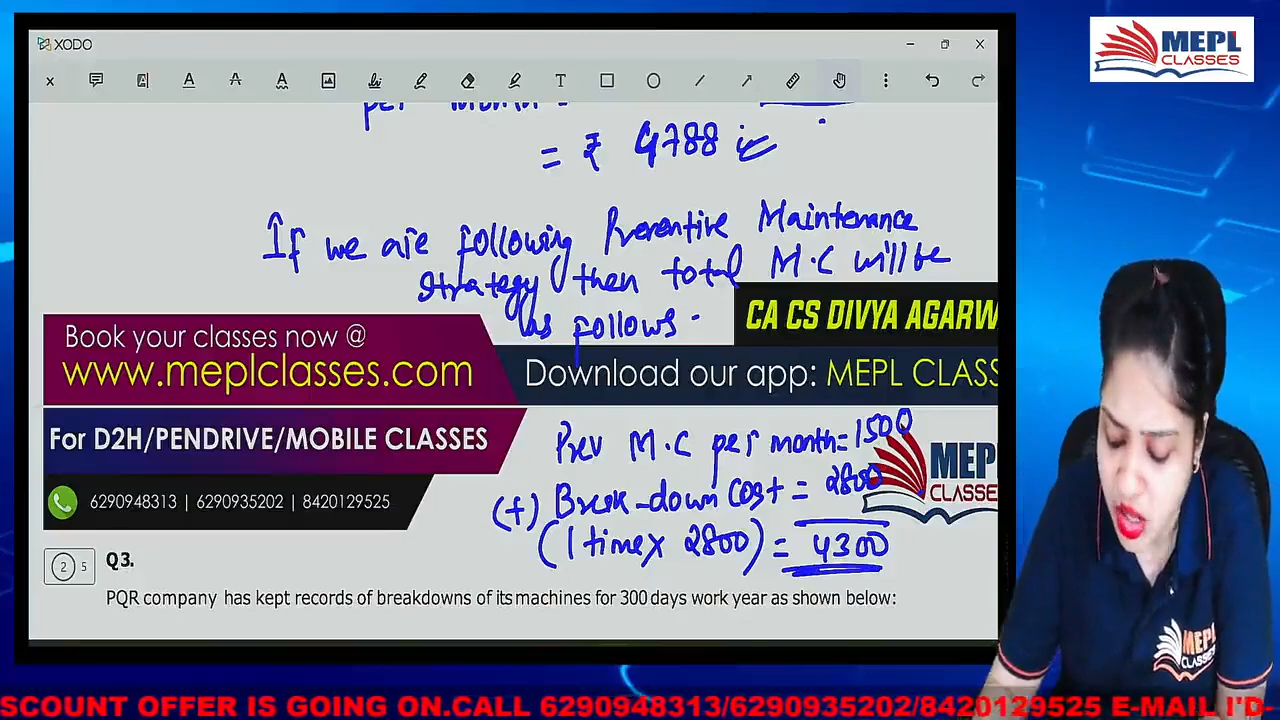 XODO
MEPL
CLASSES
per month =
= ₹ 4788
If we are following Preventive Maintenance
strategy then total M.C will be
as follows.
CA CS DIVYA AGARW
Book your classes now @
www.meplclasses.com
Download our app: MEPL CLASS
For D2H/PENDRIVE/MOBILE CLASSES
6290948313 | 6290935202 | 8420129525
Prev M.C per month = 1500
(+) Break-down Cost = 2800
(1 time x 2800) = 4300
MEP
CLASSES
2 5
Q3.
PQR company has kept records of breakdowns of its machines for 300 days work year as shown below:
MEPL
CLASSES
SCOUNT OFFER IS GOING ON.CALL 6290948313/6290935202/8420129525 E-MAIL I'D-